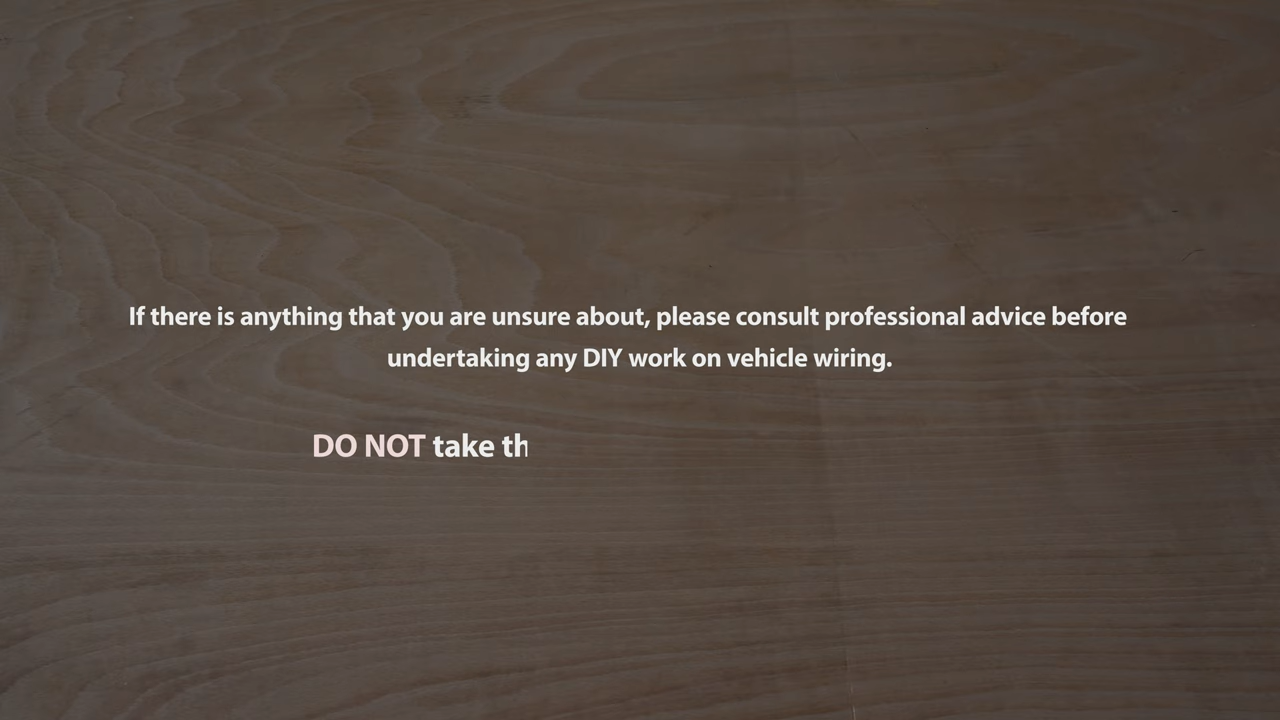 If there is anything that you are unsure about, please consult professional advice before
undertaking any DIY work on vehicle wiring.
DO NOT take